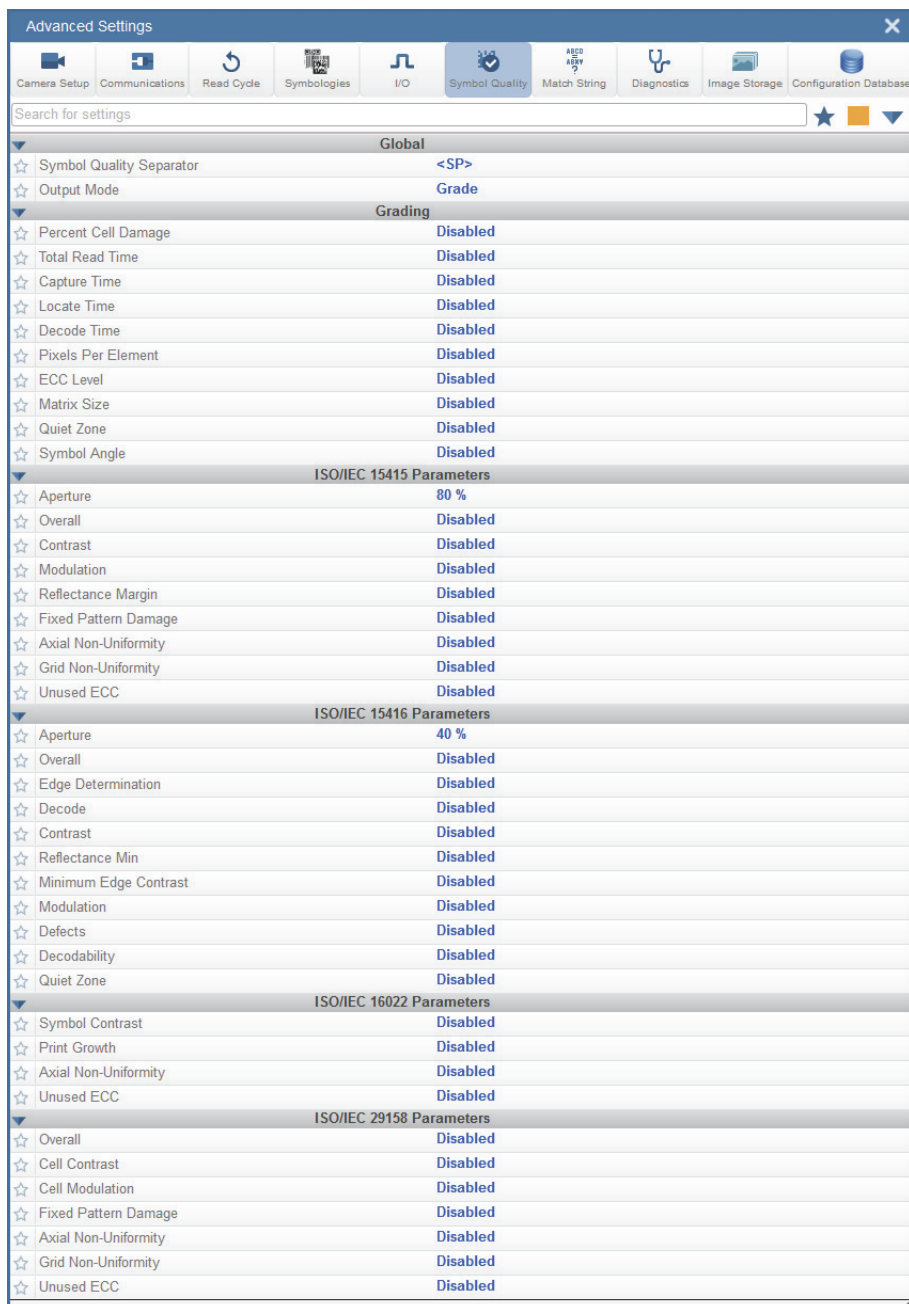 Advanced Settings
Camera Setup Communications Read Cycle Symbologies I/O Symbol Quality Match String Diagnostics Image Storage Configuration Database
Search for settings
Global
Symbol Quality Separator <SP>
Output Mode Grade
Grading
Percent Cell Damage Disabled
Total Read Time Disabled
Capture Time Disabled
Locate Time Disabled
Decode Time Disabled
Pixels Per Element Disabled
ECC Level Disabled
Matrix Size Disabled
Quiet Zone Disabled
Symbol Angle Disabled
ISO/IEC 15415 Parameters
Aperture 80 %
Overall Disabled
Contrast Disabled
Modulation Disabled
Reflectance Margin Disabled
Fixed Pattern Damage Disabled
Axial Non-Uniformity Disabled
Grid Non-Uniformity Disabled
Unused ECC Disabled
ISO/IEC 15416 Parameters
Aperture 40 %
Overall Disabled
Edge Determination Disabled
Decode Disabled
Contrast Disabled
Reflectance Min Disabled
Minimum Edge Contrast Disabled
Modulation Disabled
Defects Disabled
Decodability Disabled
Quiet Zone Disabled
ISO/IEC 16022 Parameters
Symbol Contrast Disabled
Print Growth Disabled
Axial Non-Uniformity Disabled
Unused ECC Disabled
ISO/IEC 29158 Parameters
Overall Disabled
Cell Contrast Disabled
Cell Modulation Disabled
Fixed Pattern Damage Disabled
Axial Non-Uniformity Disabled
Grid Non-Uniformity Disabled
Unused ECC Disabled